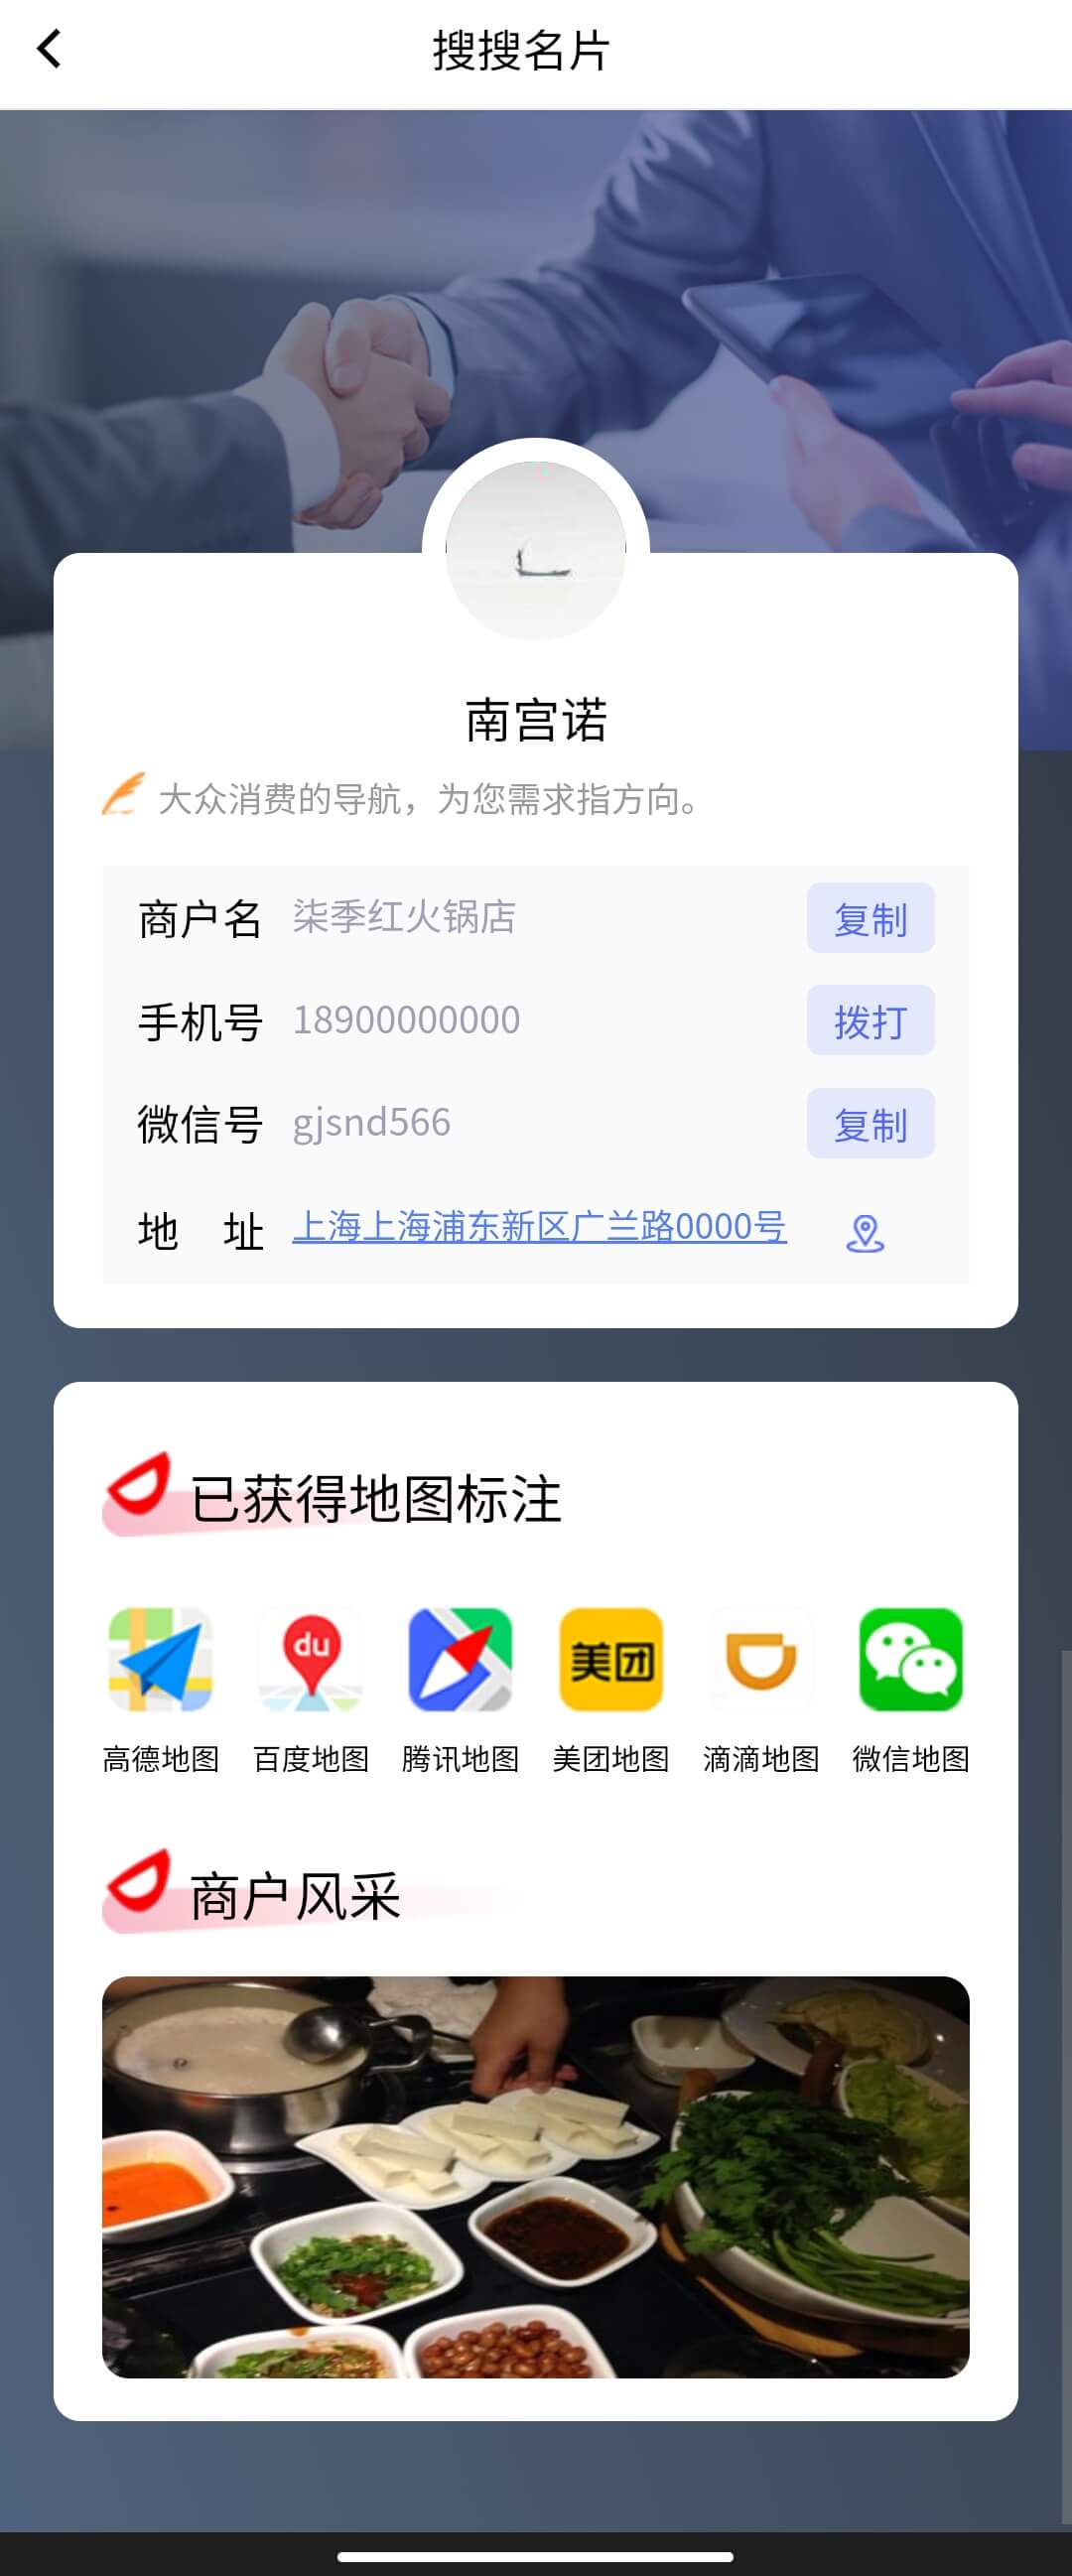 搜搜名片
南宫诺
大众消费的导航，为您需求指方向。
商户名 柒季红火锅店 复制
手机号 18900000000 拨打
微信号 gjsnd566 复制
地 址 上海上海浦东新区广兰路0000号
已获得地图标注
du 美团
高德地图 百度地图 腾讯地图 美团地图 滴滴地图 微信地图
商户风采